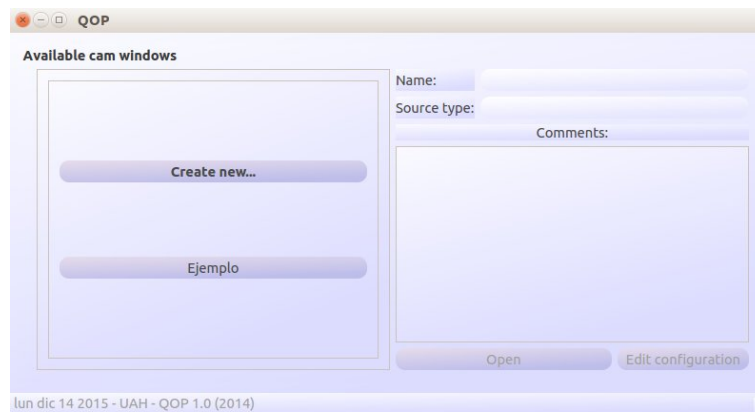 QOP
Available cam windows
Create new...
Ejemplo
Name:
Source type:
Comments:
Open
Edit configuration
lun dic 14 2015 - UAH - QOP 1.0 (2014)